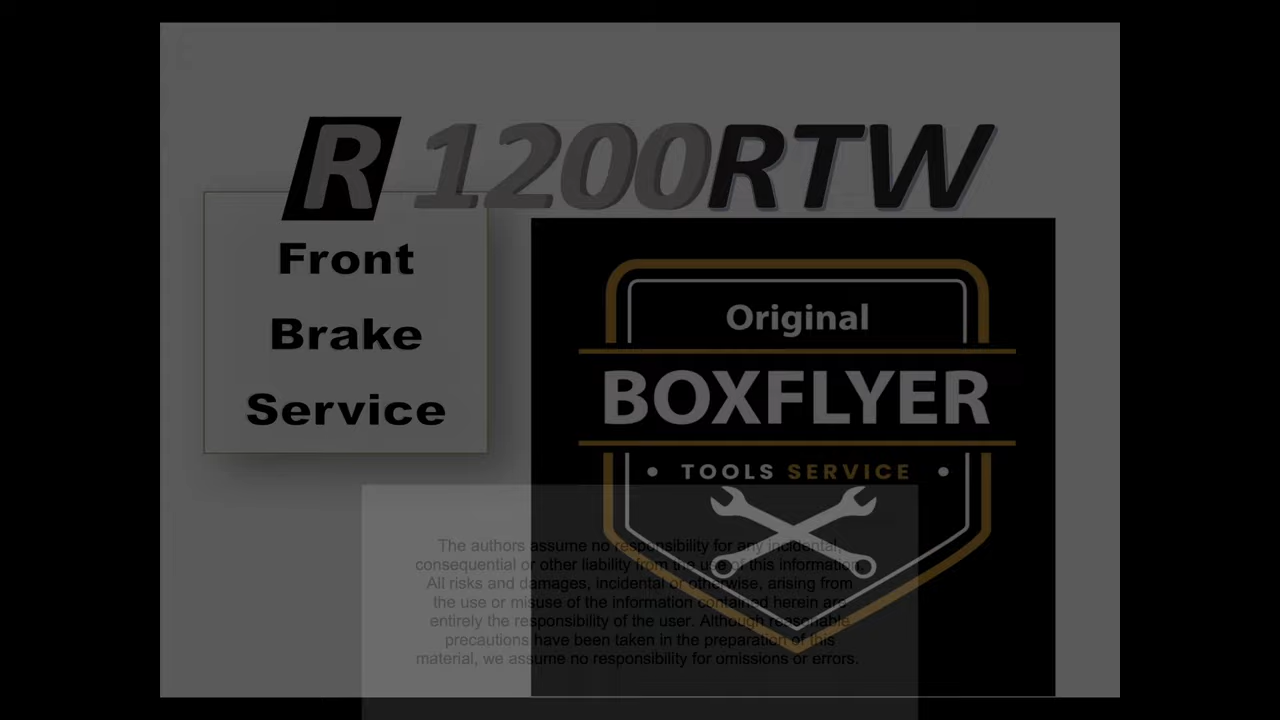 R 1200RTW
Front
Brake
Service
Original
BOXFLYER
• TOOLS SERVICE •
The authors assume no responsibility for any incidental,
consequential or other liability from the use of this information.
All risks and damages, incidental or otherwise, arising from
the use or misuse of the information contained herein are
entirely the responsibility of the user. Although reasonable
precautions have been taken in the preparation of this
material, we assume no responsibility for omissions or errors.